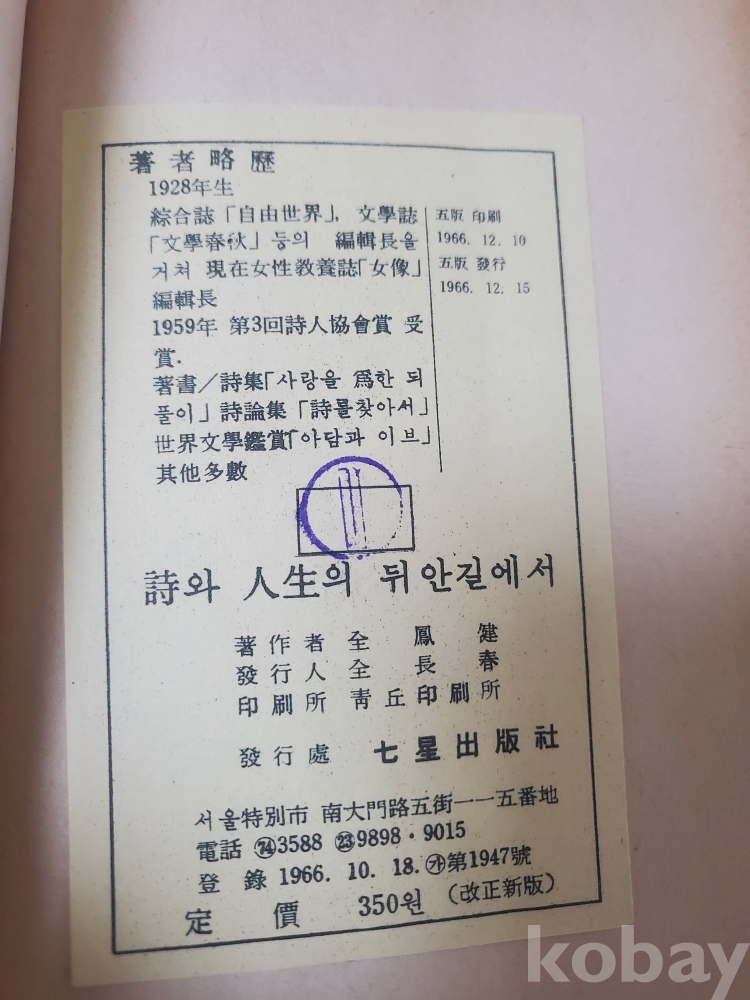 著者略歷
1928年生
綜合誌「自由世界」, 文學誌
「文學春秋」 등의 編輯長을
거쳐 現在女性敎養誌「女像」
編輯長
1959年 第3回詩人協會賞 受
賞.
著書/詩集「사랑을 爲한 되
풀이」 詩論集 「詩를찾아서」
世界文學鑑賞「아담과 이브」
其他多數
五版 印刷
1966. 12. 10
五版 發行
1966. 12. 15
詩와 人生의 뒤안길에서
著作者 全鳳健
發行人 全長春
印刷所 靑丘印刷所
發行處 七星出版社
서울特別市 南大門路五街一一五番地
電話 ㉔3588 ㉓9898·9015
登錄 1966. 10. 18. ㉮第1947號
定價 350원 (改正新版)
kobay